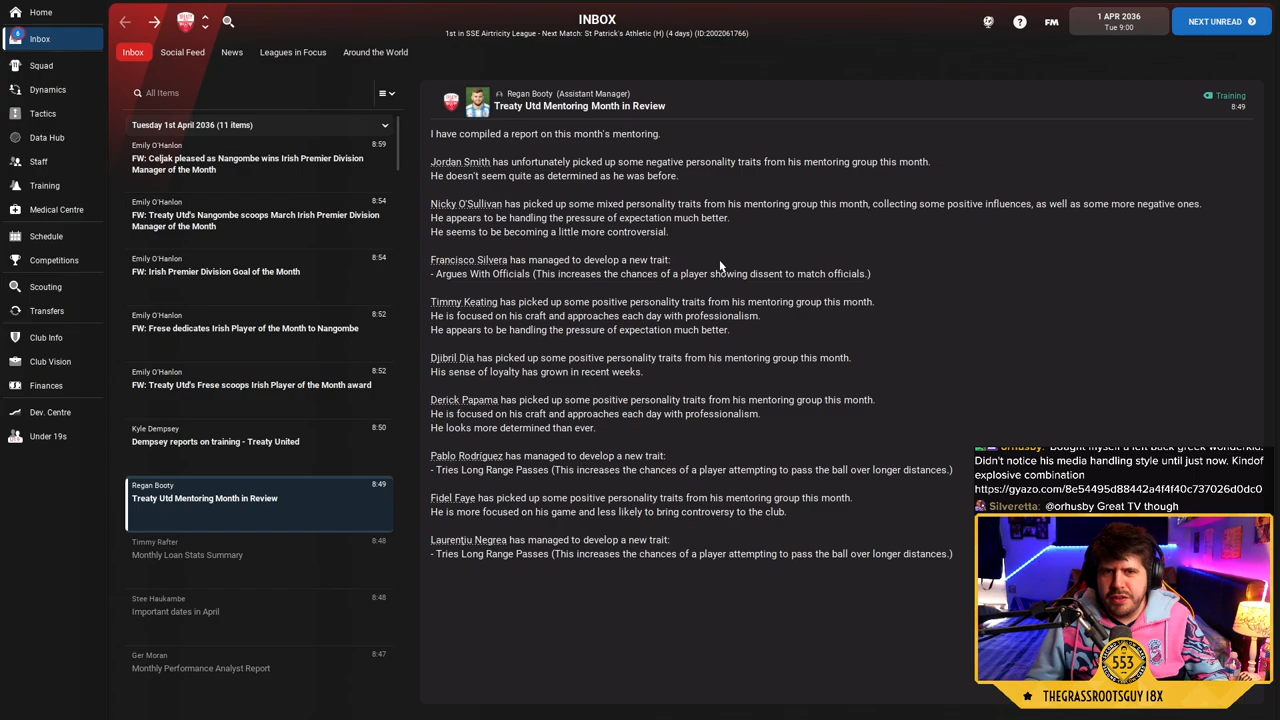 Home
6
Inbox
Squad
Dynamics
Tactics
Data Hub
Staff
Training
Medical Centre
Schedule
Competitions
Scouting
Transfers
Club Info
Club Vision
Finances
Dev. Centre
Under 19s
INBOX
1st in SSE Airtricity League - Next Match: St Patrick's Athletic (H) (4 days) (ID:2002061766)
?
FM
1 APR 2036
Tue 9:00
NEXT UNREAD
Inbox
Social Feed
News
Leagues in Focus
Around the World
All Items
Tuesday 1st April 2036 (11 items)
Emily O'Hanlon
8:59
FW: Celjak pleased as Nangombe wins Irish Premier Division
Manager of the Month
Emily O'Hanlon
8:54
FW: Treaty Utd's Nangombe scoops March Irish Premier Division
Manager of the Month
Emily O'Hanlon
8:54
FW: Irish Premier Division Goal of the Month
Emily O'Hanlon
8:52
FW: Frese dedicates Irish Player of the Month to Nangombe
Emily O'Hanlon
8:52
FW: Treaty Utd's Frese scoops Irish Player of the Month award
Kyle Dempsey
8:50
Dempsey reports on training - Treaty United
Regan Booty
8:49
Treaty Utd Mentoring Month in Review
Timmy Rafter
8:48
Monthly Loan Stats Summary
Stee Haukambe
8:48
Important dates in April
Ger Moran
8:47
Monthly Performance Analyst Report
Regan Booty (Assistant Manager)
Treaty Utd Mentoring Month in Review
Training
8:49
I have compiled a report on this month's mentoring.
Jordan Smith has unfortunately picked up some negative personality traits from his mentoring group this month.
He doesn't seem quite as determined as he was before.
Nicky O'Sullivan has picked up some mixed personality traits from his mentoring group this month, collecting some positive influences, as well as some more negative ones.
He appears to be handling the pressure of expectation much better.
He seems to be becoming a little more controversial.
Francisco Silvera has managed to develop a new trait:
- Argues With Officials (This increases the chances of a player showing dissent to match officials.)
Timmy Keating has picked up some positive personality traits from his mentoring group this month.
He is focused on his craft and approaches each day with professionalism.
He appears to be handling the pressure of expectation much better.
Djibril Dia has picked up some positive personality traits from his mentoring group this month.
His sense of loyalty has grown in recent weeks.
Derick Papama has picked up some positive personality traits from his mentoring group this month.
He is focused on his craft and approaches each day with professionalism.
He looks more determined than ever.
Pablo Rodríguez has managed to develop a new trait:
- Tries Long Range Passes (This increases the chances of a player attempting to pass the ball over longer distances.)
Fidel Faye has picked up some positive personality traits from his mentoring group this month.
He is more focused on his game and less likely to bring controversy to the club.
Laurențiu Negrea has managed to develop a new trait:
- Tries Long Range Passes (This increases the chances of a player attempting to pass the ball over longer distances.)
orhusby: Bought myself a left back greek wonderkid.
Didn't notice his media handling style until just now. Kindof
explosive combination
https://gyazo.com/8e54495d88442a4f4f40c737026d0dc0
Silveretta: @orhusby Great TV though
553
THEGRASSROOTSGUY 18X